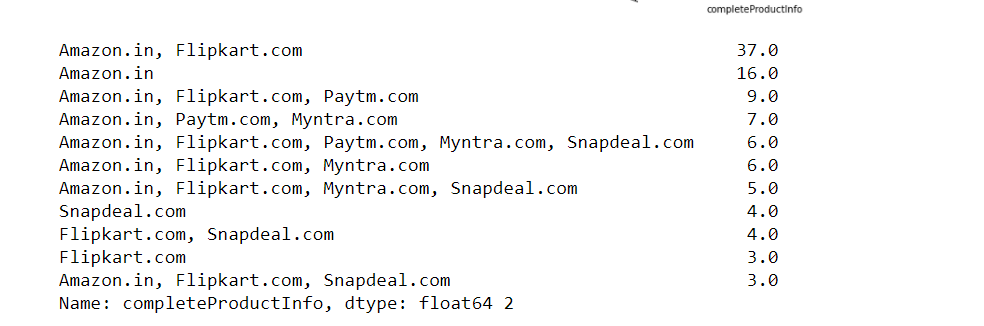 completeProductInfo
Amazon.in, Flipkart.com 37.0
Amazon.in 16.0
Amazon.in, Flipkart.com, Paytm.com 9.0
Amazon.in, Paytm.com, Myntra.com 7.0
Amazon.in, Flipkart.com, Paytm.com, Myntra.com, Snapdeal.com 6.0
Amazon.in, Flipkart.com, Myntra.com 6.0
Amazon.in, Flipkart.com, Myntra.com, Snapdeal.com 5.0
Snapdeal.com 4.0
Flipkart.com, Snapdeal.com 4.0
Flipkart.com 3.0
Amazon.in, Flipkart.com, Snapdeal.com 3.0
Name: completeProductInfo, dtype: float64 2